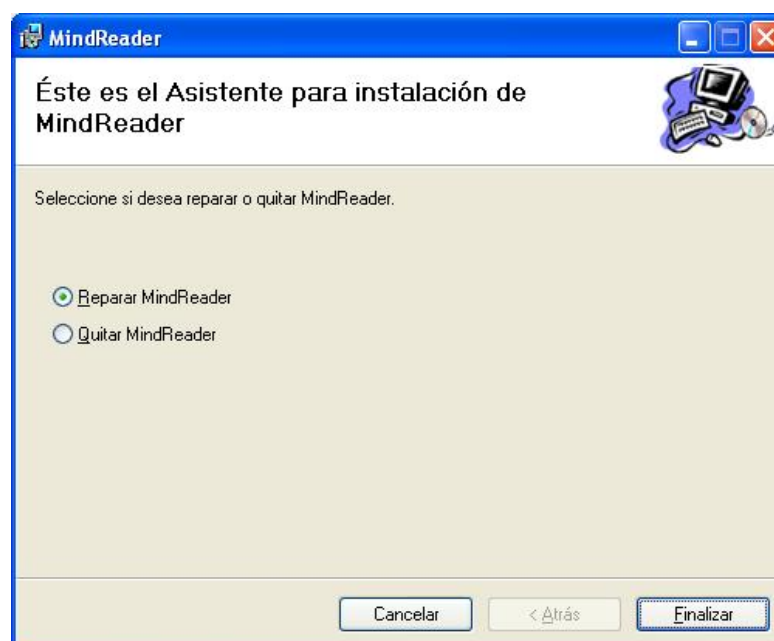 MindReader
Éste es el Asistente para instalación de
MindReader
Seleccione si desea reparar o quitar MindReader.
Reparar MindReader
Quitar MindReader
Cancelar
< Atrás
Finalizar